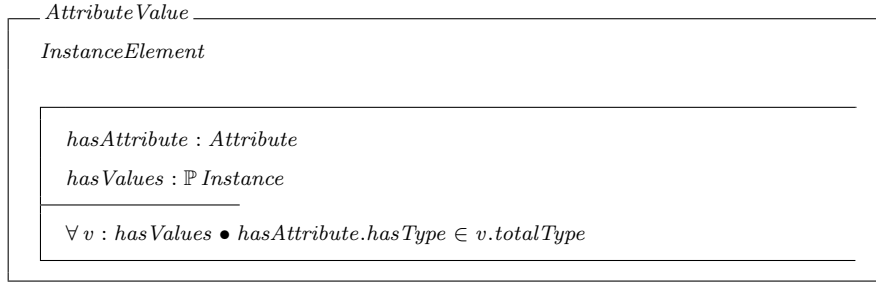 AttributeValue
InstanceElement
hasAttribute : Attribute
hasValues : ℙ Instance
∀ v : hasValues • hasAttribute.hasType ∈ v.totalType